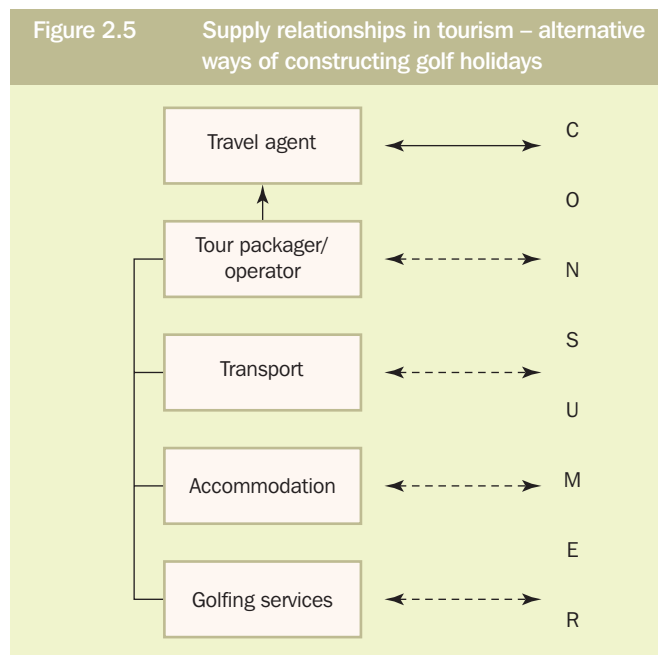 Figure 2.5 Supply relationships in tourism – alternative
ways of constructing golf holidays
Travel agent
Tour packager/
operator
Transport
Accommodation
Golfing services
C
O
N
S
U
M
E
R